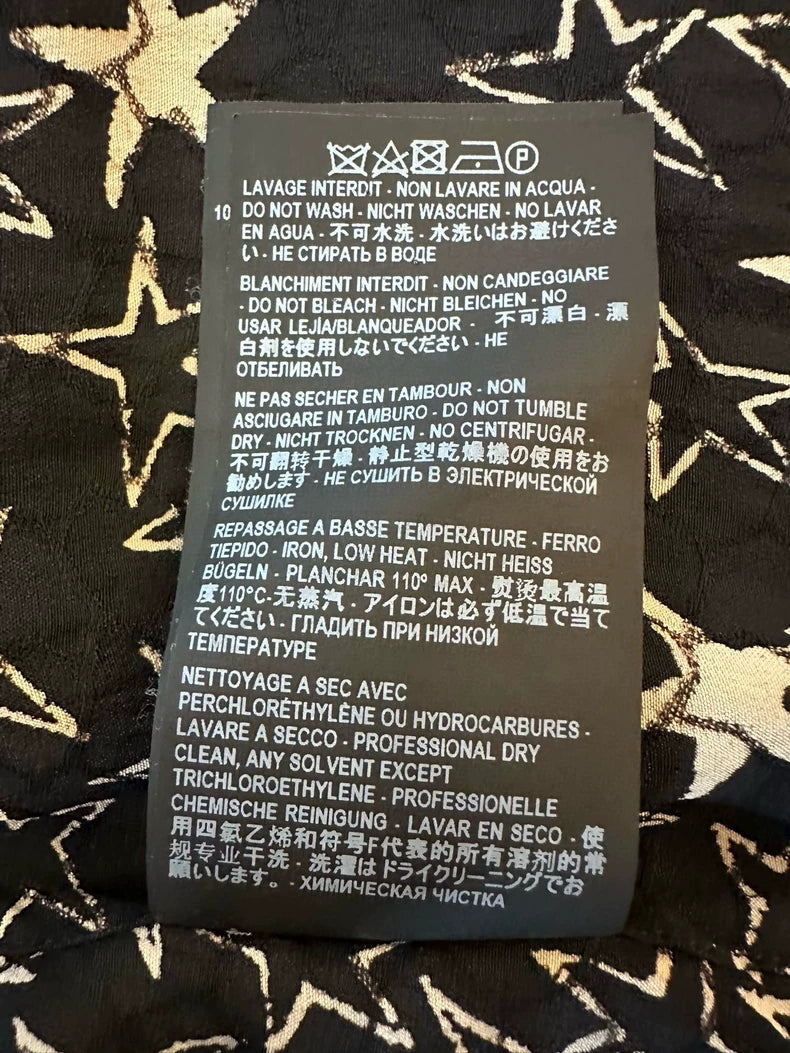 P
LAVAGE INTERDIT - NON LAVARE IN ACQUA -
10 DO NOT WASH - NICHT WASCHEN - NO LAVAR
EN AGUA - 不可水洗 - 水洗いはお避けくださ
い - НЕ СТИРАТЬ В ВОДЕ
BLANCHIMENT INTERDIT - NON CANDEGGIARE
- DO NOT BLEACH - NICHT BLEICHEN - NO
USAR LEJÍA/BLANQUEADOR - 不可漂白 - 漂
白剤を使用しないでください - НЕ
ОТБЕЛИВАТЬ
NE PAS SECHER EN TAMBOUR - NON
ASCIUGARE IN TAMBURO - DO NOT TUMBLE
DRY - NICHT TROCKNEN - NO CENTRIFUGAR -
不可翻转干燥 - 静止型乾燥機の使用をお
勧めします - НЕ СУШИТЬ В ЭЛЕКТРИЧЕСКОЙ
СУШИЛКЕ
REPASSAGE A BASSE TEMPERATURE - FERRO
TIEPIDO - IRON, LOW HEAT - NICHT HEISS
BÜGELN - PLANCHAR 110º MAX - 熨烫最高温
度110°C-无蒸汽 - アイロンは必ず低温で当て
てください - ГЛАДИТЬ ПРИ НИЗКОЙ
ТЕМПЕРАТУРЕ
NETTOYAGE A SEC AVEC
PERCHLORÉTHYLÈNE OU HYDROCARBURES -
LAVARE A SECCO - PROFESSIONAL DRY
CLEAN, ANY SOLVENT EXCEPT
TRICHLOROETHYLENE - PROFESSIONELLE
CHEMISCHE REINIGUNG - LAVAR EN SECO - 使
用四氯乙烯和符号F代表的所有溶剂的常
规专业干洗 - 洗濯はドライクリーニングでお
願いします。 - ХИМИЧЕСКАЯ ЧИСТКА